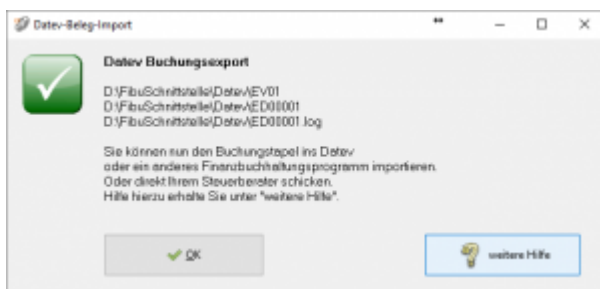 Datev-Beleg-Import
Datev Buchungsexport
D:\FibuSchnittstelle\Datev\EV01
D:\FibuSchnittstelle\Datev\ED00001
D:\FibuSchnittstelle\Datev\ED00001.log
Sie können nun den Buchungstapel ins Datev
oder ein anderes Finanzbuchhaltungsprogramm importieren.
Oder direkt Ihrem Steuerberater schicken.
Hilfe hierzu erhalte Sie unter "weitere Hilfe".
OK
weitere Hilfe